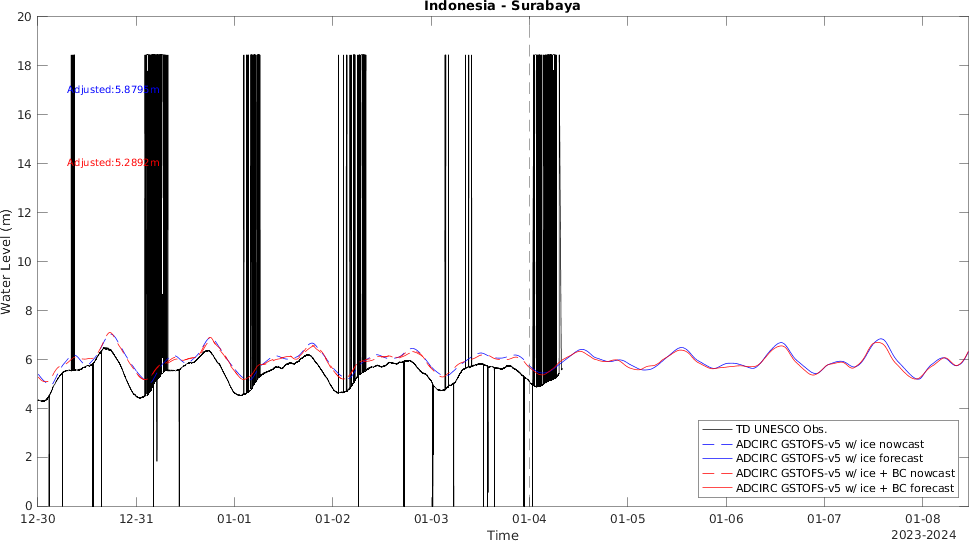 Indonesia - Surabaya
20
18
16
14
12
10
8
6
4
2
0
Water Level (m)
Adjusted:5.8795m
Adjusted:5.2892m
TD UNESCO Obs.
ADCIRC GSTOFS-v5 w/ ice nowcast
ADCIRC GSTOFS-v5 w/ ice forecast
ADCIRC GSTOFS-v5 w/ ice + BC nowcast
ADCIRC GSTOFS-v5 w/ ice + BC forecast
12-30 12-31 01-01 01-02 01-03 01-04 01-05 01-06 01-07 01-08
Time
2023-2024